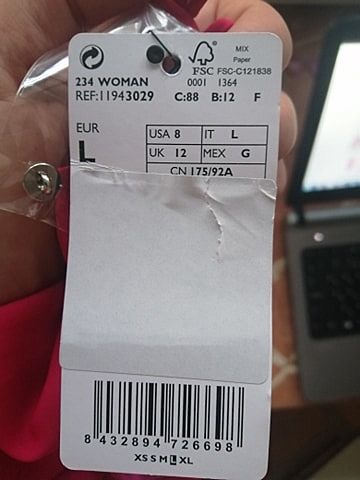 MIX
Paper
FSC FSC-C121838
234 WOMAN 0001 1364
REF:11943029 C:88 B:12 F
EUR
L
USA 8 IT L
UK 12 MEX G
CN 175/92A
8 432894 726698
XS S M L XL